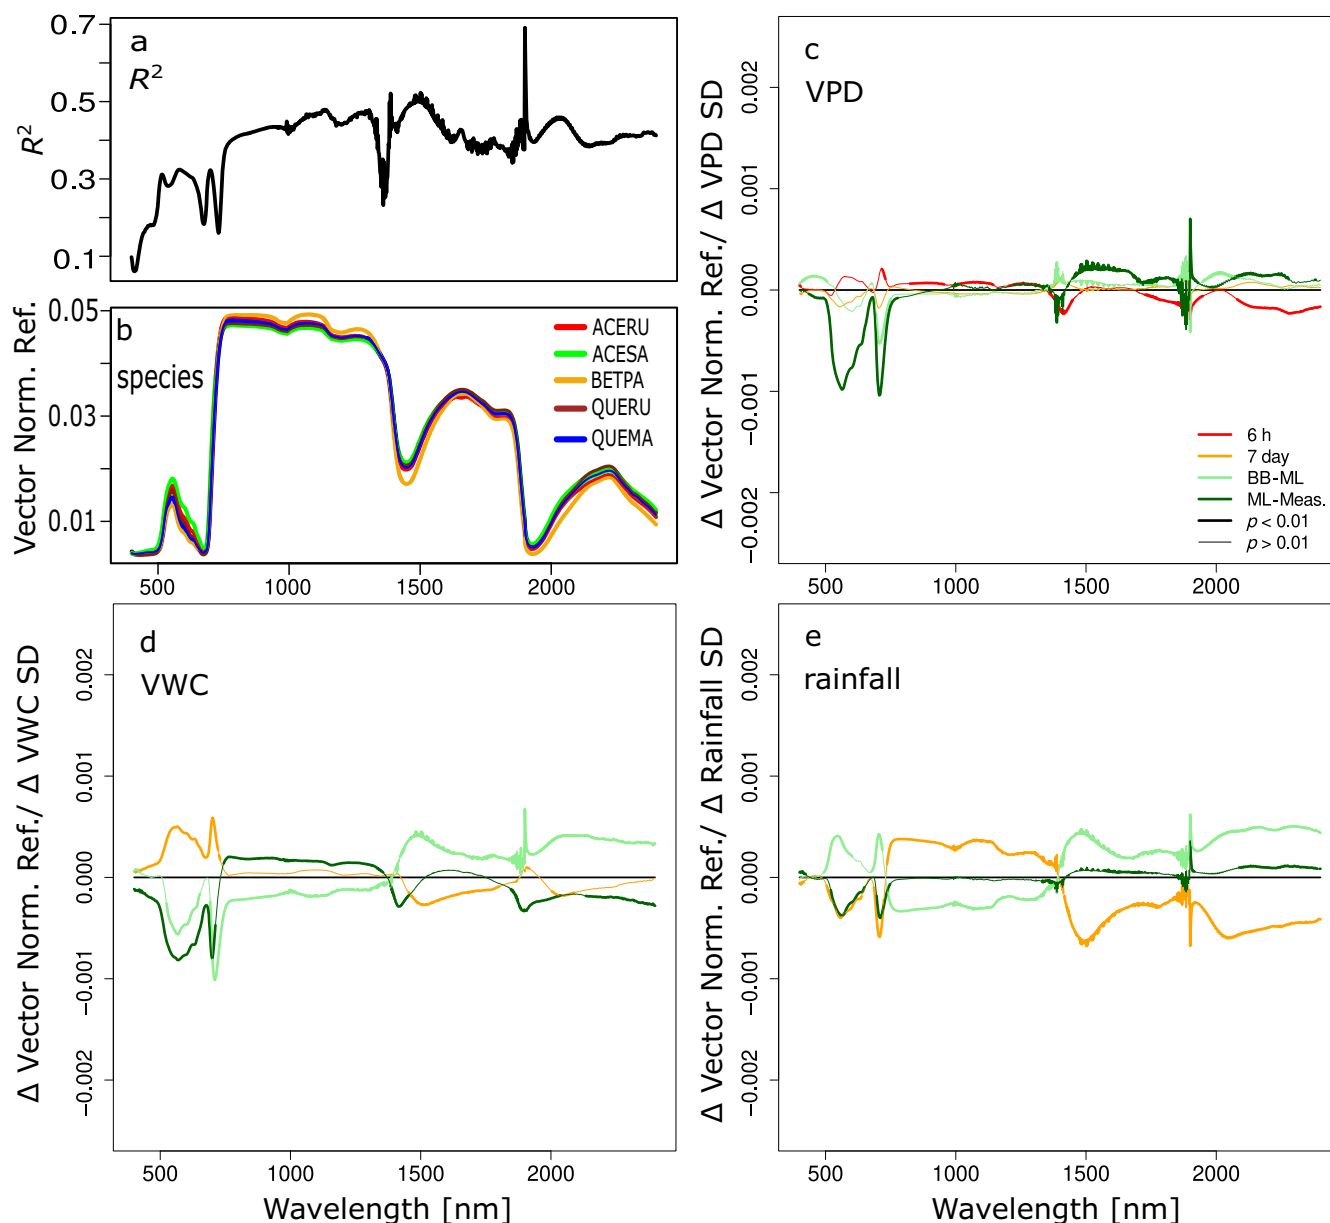 a
R²
R²
0.7
0.5
0.3
0.1
b
species
Vector Norm. Ref.
0.05
0.03
0.01
ACERU
ACESA
BETPA
QUERU
QUEMA
500
1000
1500
2000
c
VPD
Δ Vector Norm. Ref./ Δ VPD SD
0.002
0.001
0.000
−0.001
−0.002
6 h
7 day
BB-ML
ML-Meas.
p < 0.01
p > 0.01
500
1000
1500
2000
d
VWC
Δ Vector Norm. Ref./ Δ VWC SD
0.002
0.001
0.000
−0.001
−0.002
500
1000
1500
2000
Wavelength [nm]
e
rainfall
Δ Vector Norm. Ref./ Δ Rainfall SD
0.002
0.001
0.000
−0.001
−0.002
500
1000
1500
2000
Wavelength [nm]